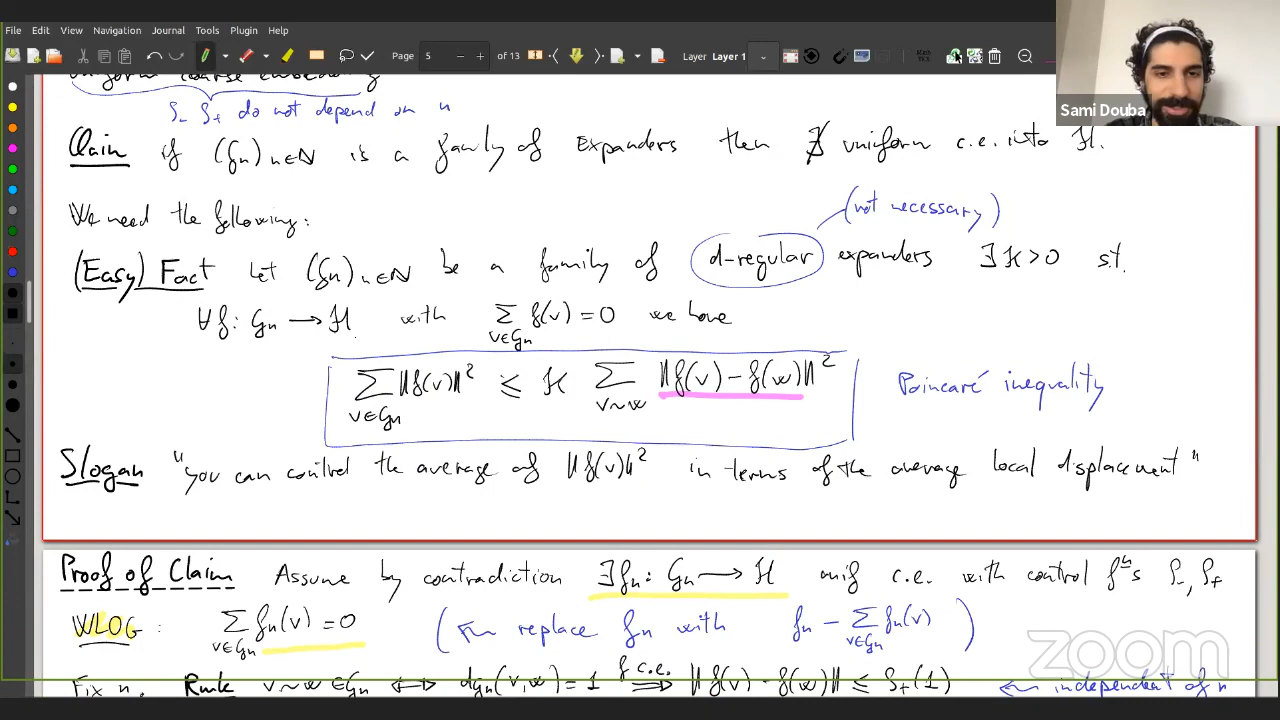 File Edit View Navigation Journal Tools Plugin Help
Page 5 of 13 Layer Layer 1
Sami Douba
uniform coarse embedding
ρ₋ ρ₊ do not depend on n
Claim if (Gn)n∈ℕ is a family of expanders then ∄ uniform c.e. into H.
We need the following:
(not necessary)
(Easy) Fact Let (Gn)n∈ℕ be a family of d-regular expanders ∃K>0 s.t.
∀f: Gn → H with Σ_{v∈Gn} f(v) = 0 we have
Σ_{v∈Gn} ‖f(v)‖² ≤ K Σ_{v~w} ‖f(v) − f(w)‖² Poincaré inequality
Slogan "you can control the average of ‖f(v)‖² in terms of the average local displacement"
Proof of Claim Assume by contradiction ∃fn: Gn → H unif c.e. with control fⁿs ρ₋, ρ₊
WLOG: Σ_{v∈Gn} fn(v) = 0 ( replace fn with fn − Σ_{v∈Gn} fn(v) )
zoom
Fix n. Rmk v~w∈Gn ⟷ dGn(v,w) = 1 f c.e. ⟹ ‖f(v) − f(w)‖ ≤ ρ₊(1) ← independent of n